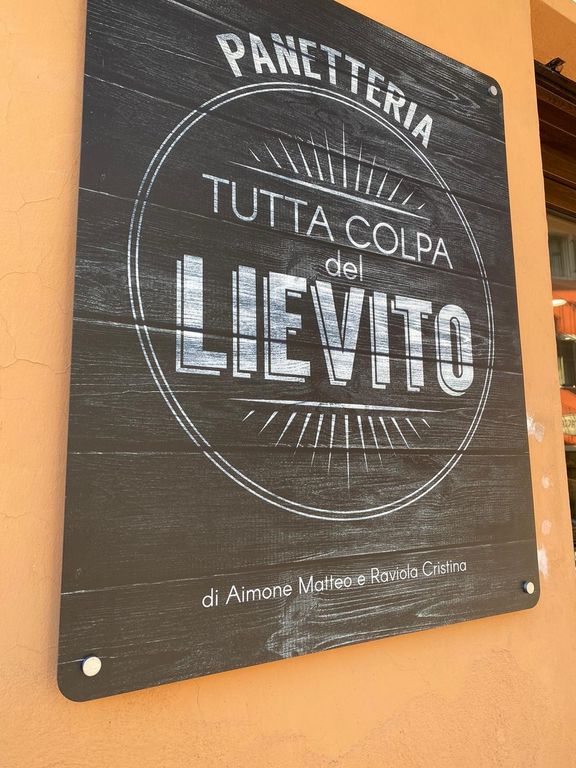 PANETTERIA
TUTTA COLPA
del
LIEVITO
di Aimone Matteo e Raviola Cristina